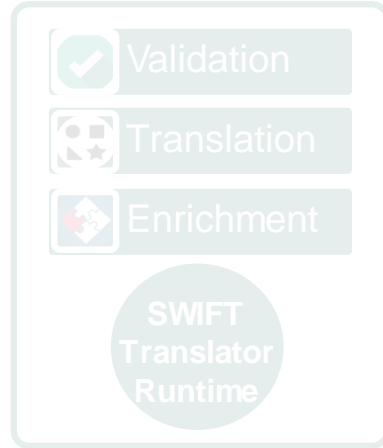 Validation
Translation
Enrichment
SWIFT
Translator
Runtime